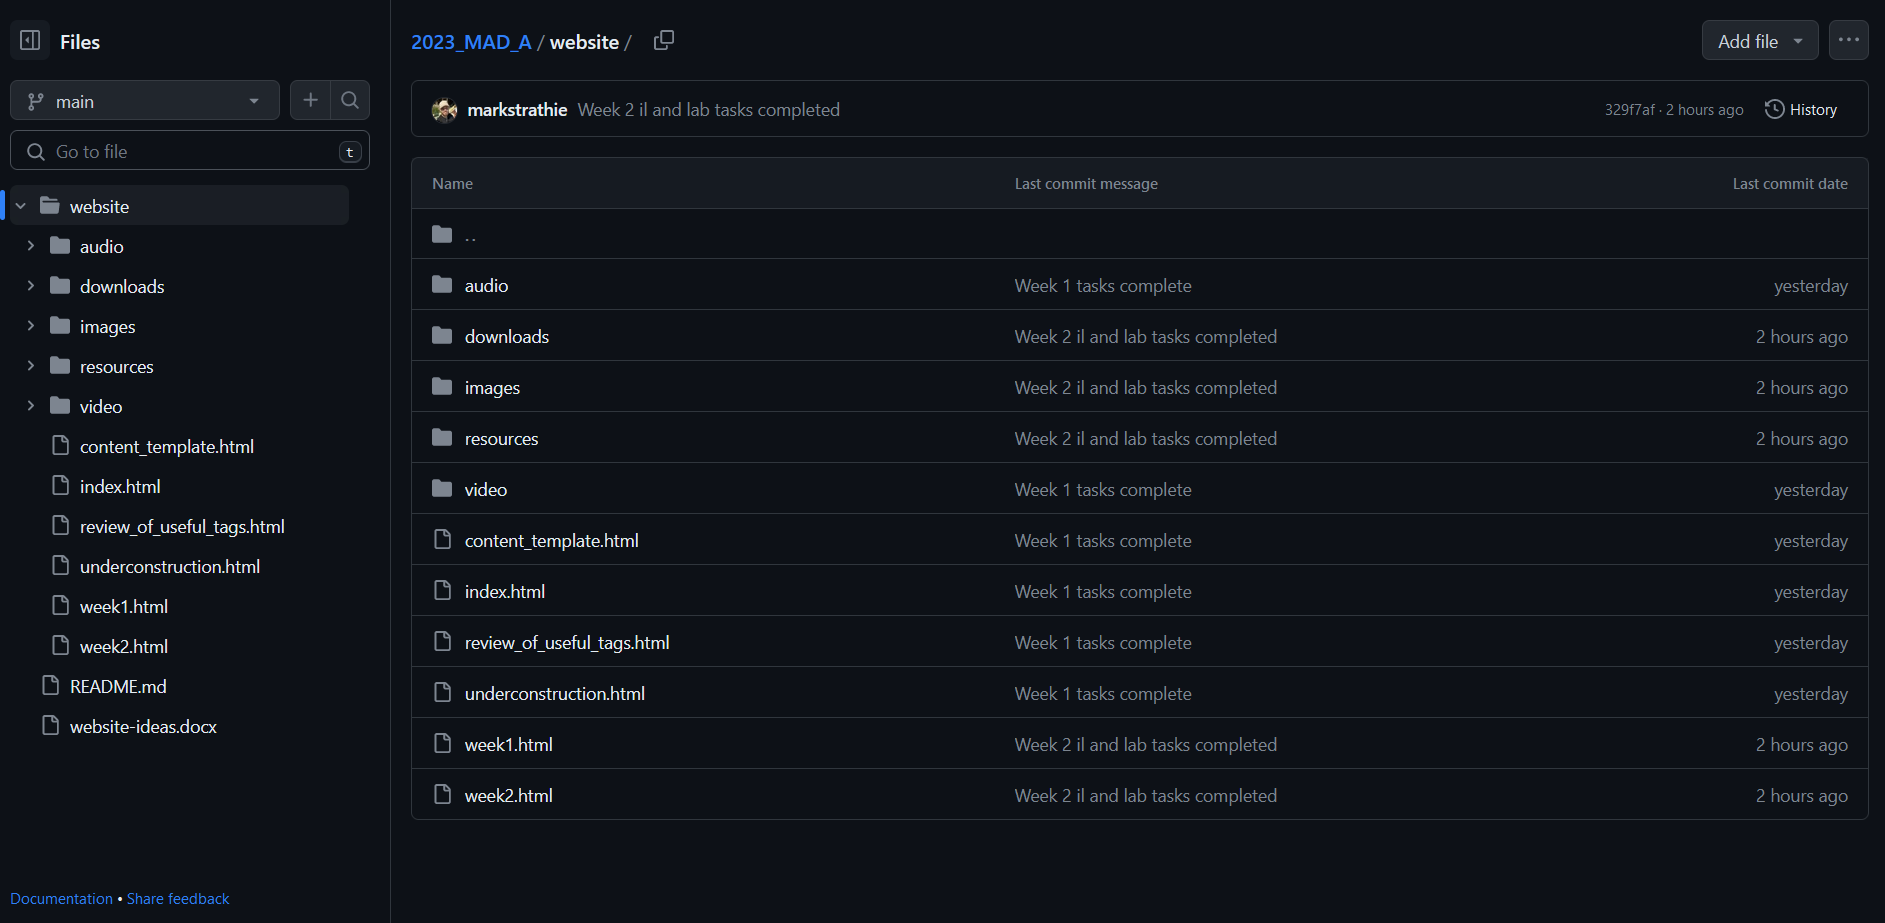 Files
main
Go to file
t
website
audio
downloads
images
resources
video
content_template.html
index.html
review_of_useful_tags.html
underconstruction.html
week1.html
week2.html
README.md
website-ideas.docx
Documentation • Share feedback
2023_MAD_A / website /
Add file
markstrathie Week 2 il and lab tasks completed 329f7af · 2 hours ago History
Name Last commit message Last commit date
..
audio Week 1 tasks complete yesterday
downloads Week 2 il and lab tasks completed 2 hours ago
images Week 2 il and lab tasks completed 2 hours ago
resources Week 2 il and lab tasks completed 2 hours ago
video Week 1 tasks complete yesterday
content_template.html Week 1 tasks complete yesterday
index.html Week 1 tasks complete yesterday
review_of_useful_tags.html Week 1 tasks complete yesterday
underconstruction.html Week 1 tasks complete yesterday
week1.html Week 2 il and lab tasks completed 2 hours ago
week2.html Week 2 il and lab tasks completed 2 hours ago